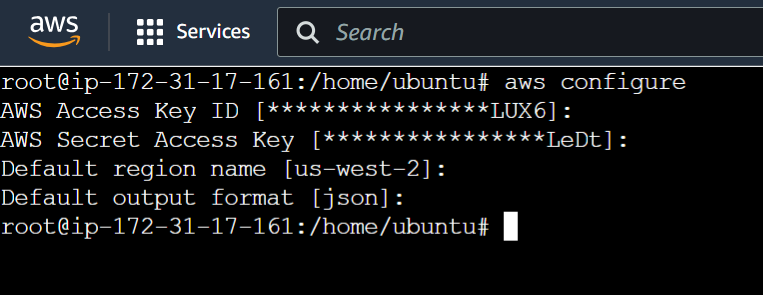 aws
Services
Search
root@ip-172-31-17-161:/home/ubuntu# aws configure
AWS Access Key ID [****************LUX6]:
AWS Secret Access Key [****************LeDt]:
Default region name [us-west-2]:
Default output format [json]:
root@ip-172-31-17-161:/home/ubuntu#